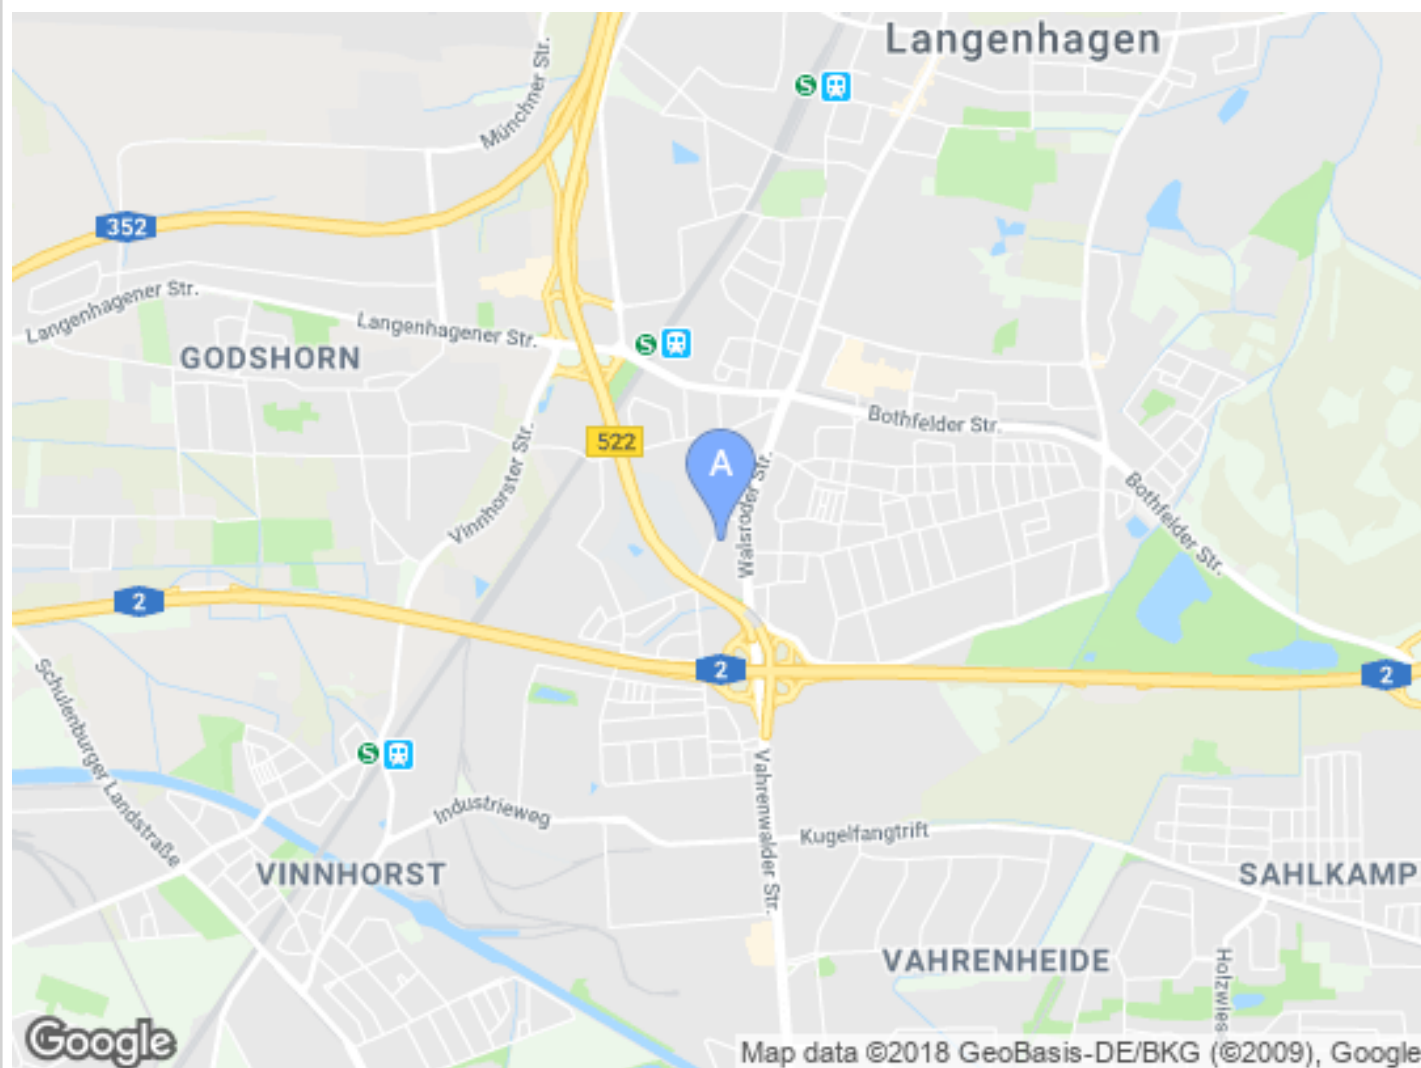 Langenhagen
S
Münchner Str.
352
Langenhagener Str.
Langenhagener Str.
S
GODSHORN
Bothfelder Str.
522
A
Vinnhorster Str.
Walsroder Str.
Bothfelder Str.
2
2
2
Schulenburger Landstraße
S
Vahrenwalder Str.
Industrieweg
Kugelfangtrift
VINNHORST
SAHLKAMP
VAHRENHEIDE
Holzwies
Google
Map data ©2018 GeoBasis-DE/BKG (©2009), Google